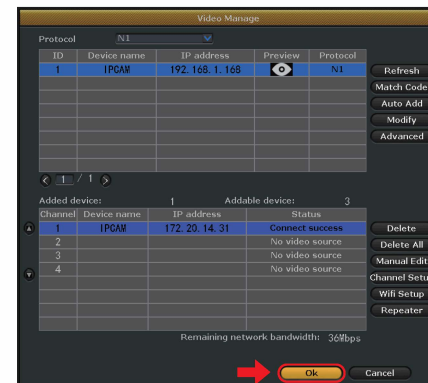 Video Manage
Protocol N1
ID Device name IP address Preview Protocol
1 IPCAM 192.168.1.168 N1
Refresh
Match Code
Auto Add
Modify
Advanced
1 / 1
Added device: 1 Addable device: 3
Channel Device name IP address Status
1 IPCAM 172.20.14.31 Connect success
2 No video source
3 No video source
4 No video source
Delete
Delete All
Manual Edit
Channel Setu
Wifi Setup
Repeater
Remaining network bandwidth: 36Mbps
Ok Cancel